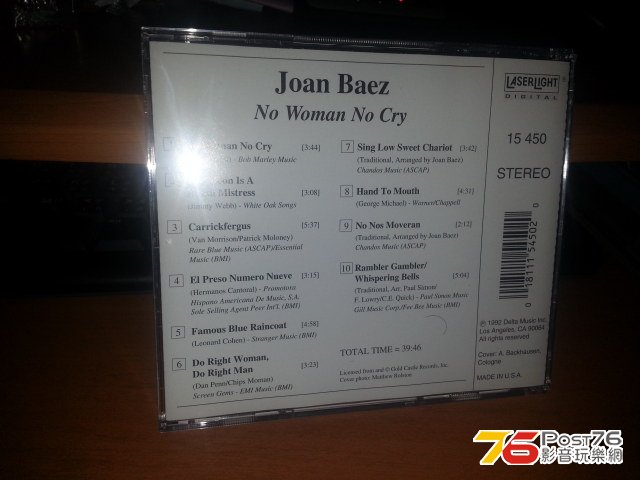 Joan Baez
No Woman No Cry
No Cry [3:44]
Bob Marley Music
Is A
Mistress [3:08]
Webb) - White Oak Songs
3 Carrickfergus [5:37]
(Van Morrison/Patrick Moloney)
Rare Blue Music (ASCAP)/Essential
Music (BMI)
4 El Preso Numero Nueve [3:15]
(Hermanos Cantoral) - Promotora
Hispano Americana De Music, S.A.
Sole Selling Agent Peer Int'l. (BMI)
5 Famous Blue Raincoat [4:58]
(Leonard Cohen) - Stranger Music (BMI)
6 Do Right Woman,
Do Right Man [3:23]
(Dan Penn/Chips Moman)
Screen Gems - EMI Music (BMI)
7 Sing Low Sweet Chariot [3:42]
(Traditional, Arranged by Joan Baez)
Chandos Music (ASCAP)
8 Hand To Mouth [4:31]
(George Michael) - Warner/Chappell
9 No Nos Moveran [2:12]
(Traditional, Arranged by Joan Baez)
Chandos Music (ASCAP)
10 Rambler Gambler/
Whispering Bells [5:04]
(Traditional, Arr. Paul Simon/
F. Lowry/C.E. Quick) - Paul Simon Music
Gill Music Corp./Fee Bee Music (BMI)
TOTAL TIME = 39:46
Licensed from and © Gold Castle Records, Inc.
Cover photo: Matthew Rolston
LASERLIGHT
DIGITAL
15 450
STEREO
0 18111 54502 0
℗ 1992 Delta Music Inc.
Los Angeles, CA 90064
All rights reserved.
Cover: A. Backhausen,
Cologne
MADE IN U.S.A.
76 Post76
影音玩樂網